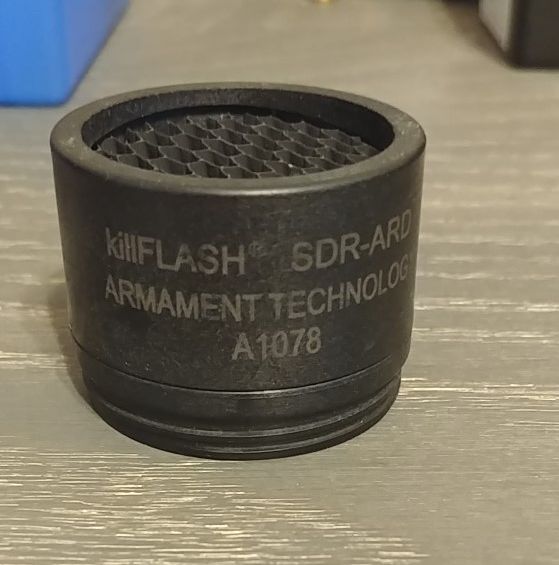 killFLASH® SDR-ARD
ARMAMENT TECHNOLOG
A1078